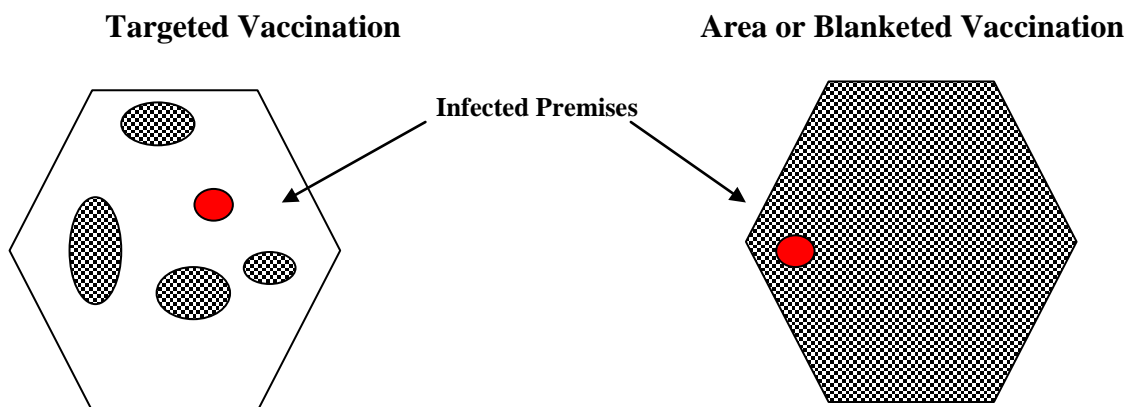 Targeted Vaccination
Area or Blanketed Vaccination
Infected Premises